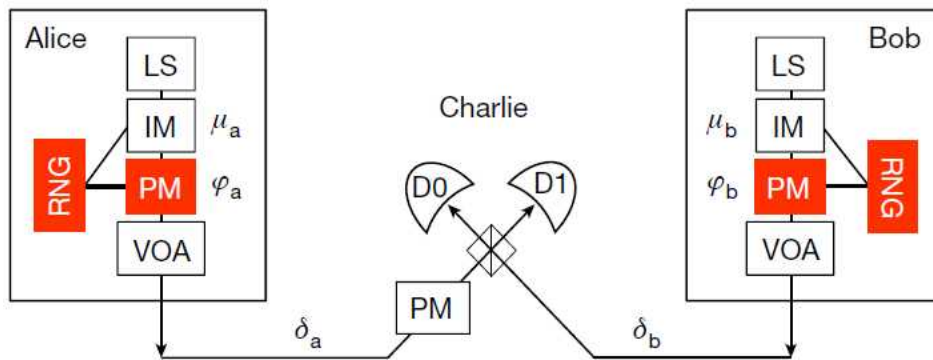 Alice
LS
IM
μa
RNG
PM
φa
VOA
δa
Charlie
D0
D1
PM
δb
Bob
LS
μb
IM
φb
PM
RNG
VOA